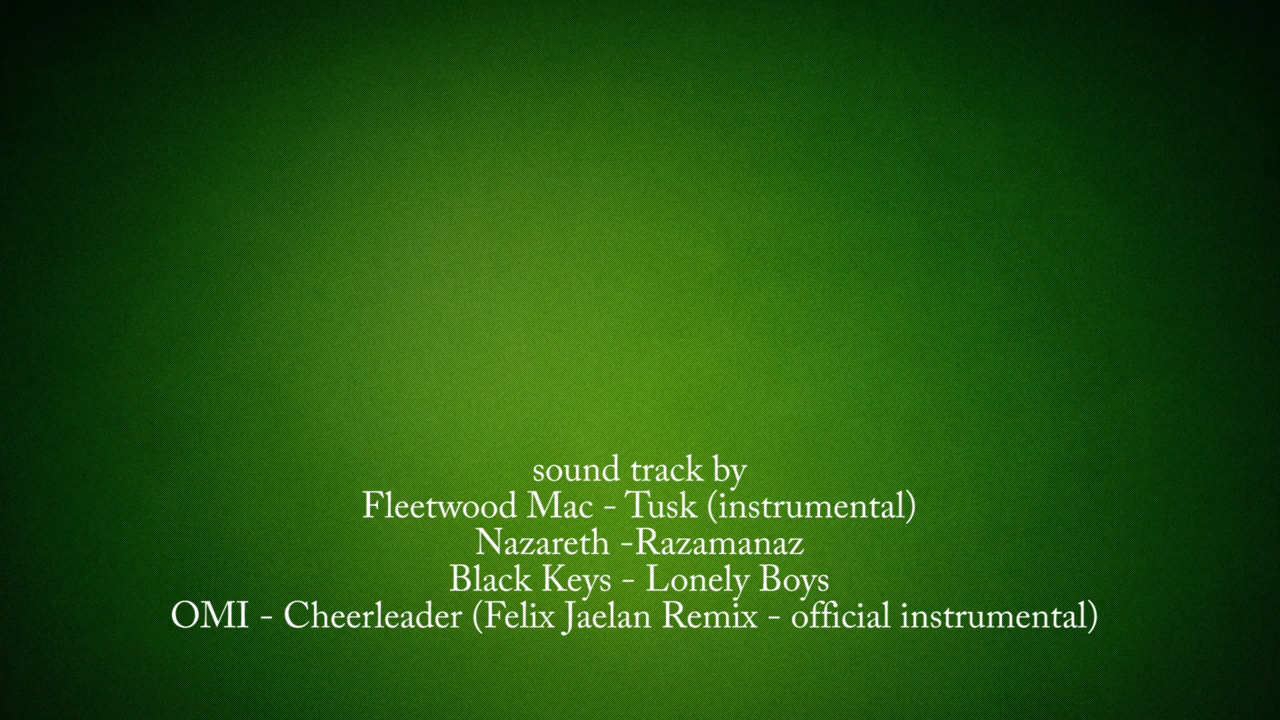 sound track by
Fleetwood Mac - Tusk (instrumental)
Nazareth -Razamanaz
Black Keys - Lonely Boys
OMI - Cheerleader (Felix Jaelan Remix - official instrumental)